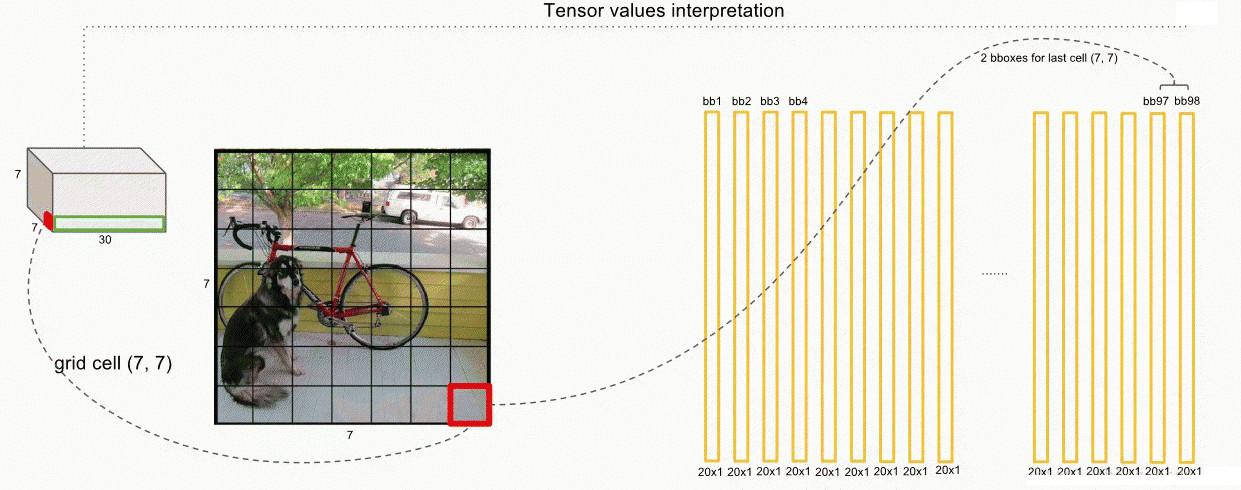 Tensor values interpretation
2 bboxes for last cell (7, 7)
bb1 bb2 bb3 bb4
bb97 bb98
7
7
30
7
grid cell (7, 7)
7
20x1 20x1 20x1 20x1 20x1 20x1 20x1 20x1 20x1
20x1 20x1 20x1 20x1 20x1 20x1